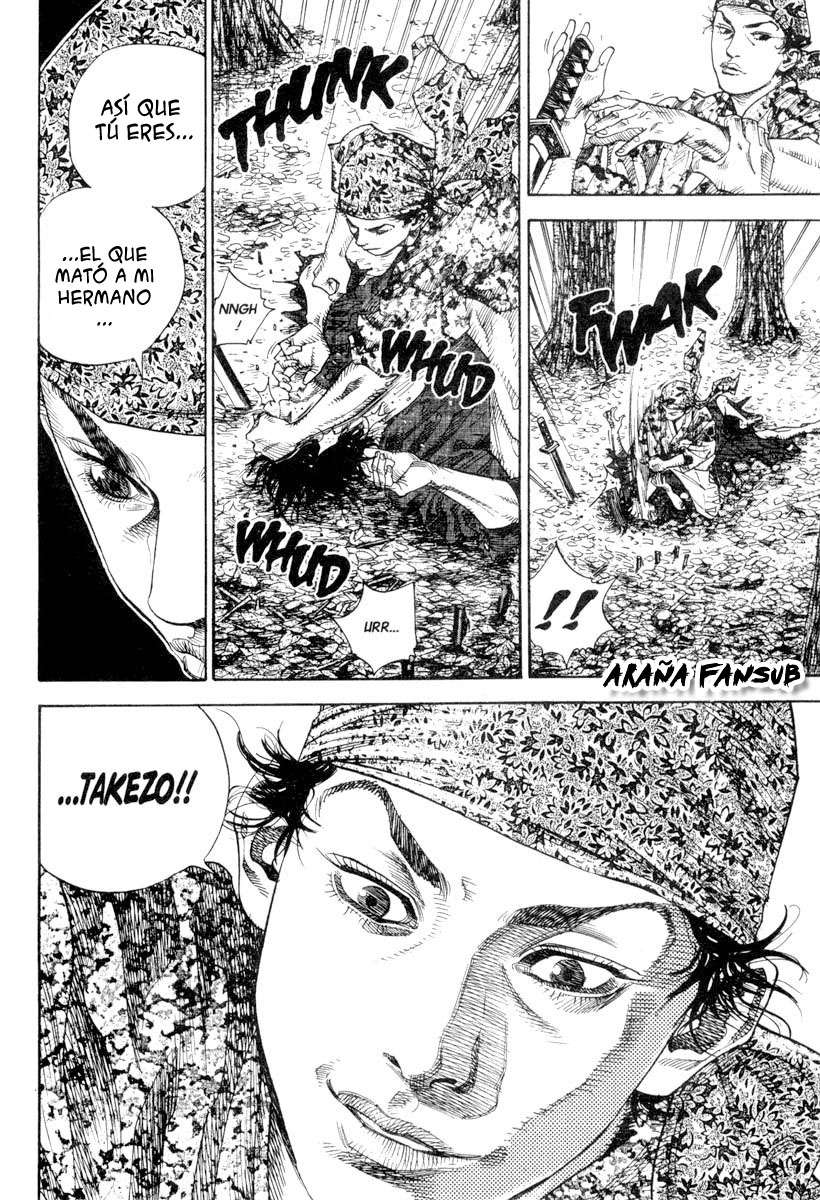 FWAK
!!
THUNK
NNGH
!
WHUD
WHUD
URR...
ASÍ QUE
TÚ ERES...
...EL QUE
MATÓ A MI
HERMANO
...
ARAÑA FANSUB
...TAKEZO!!